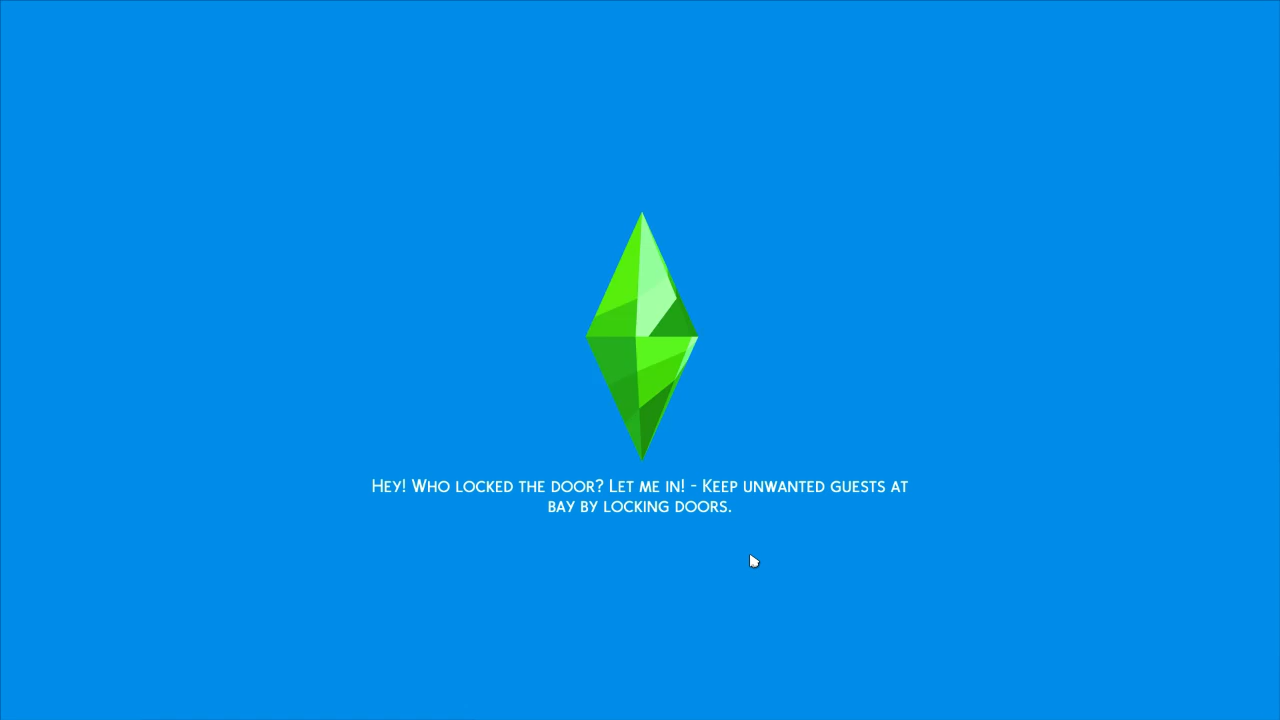 Hey! Who locked the door? Let me in! - Keep unwanted guests at
bay by locking doors.